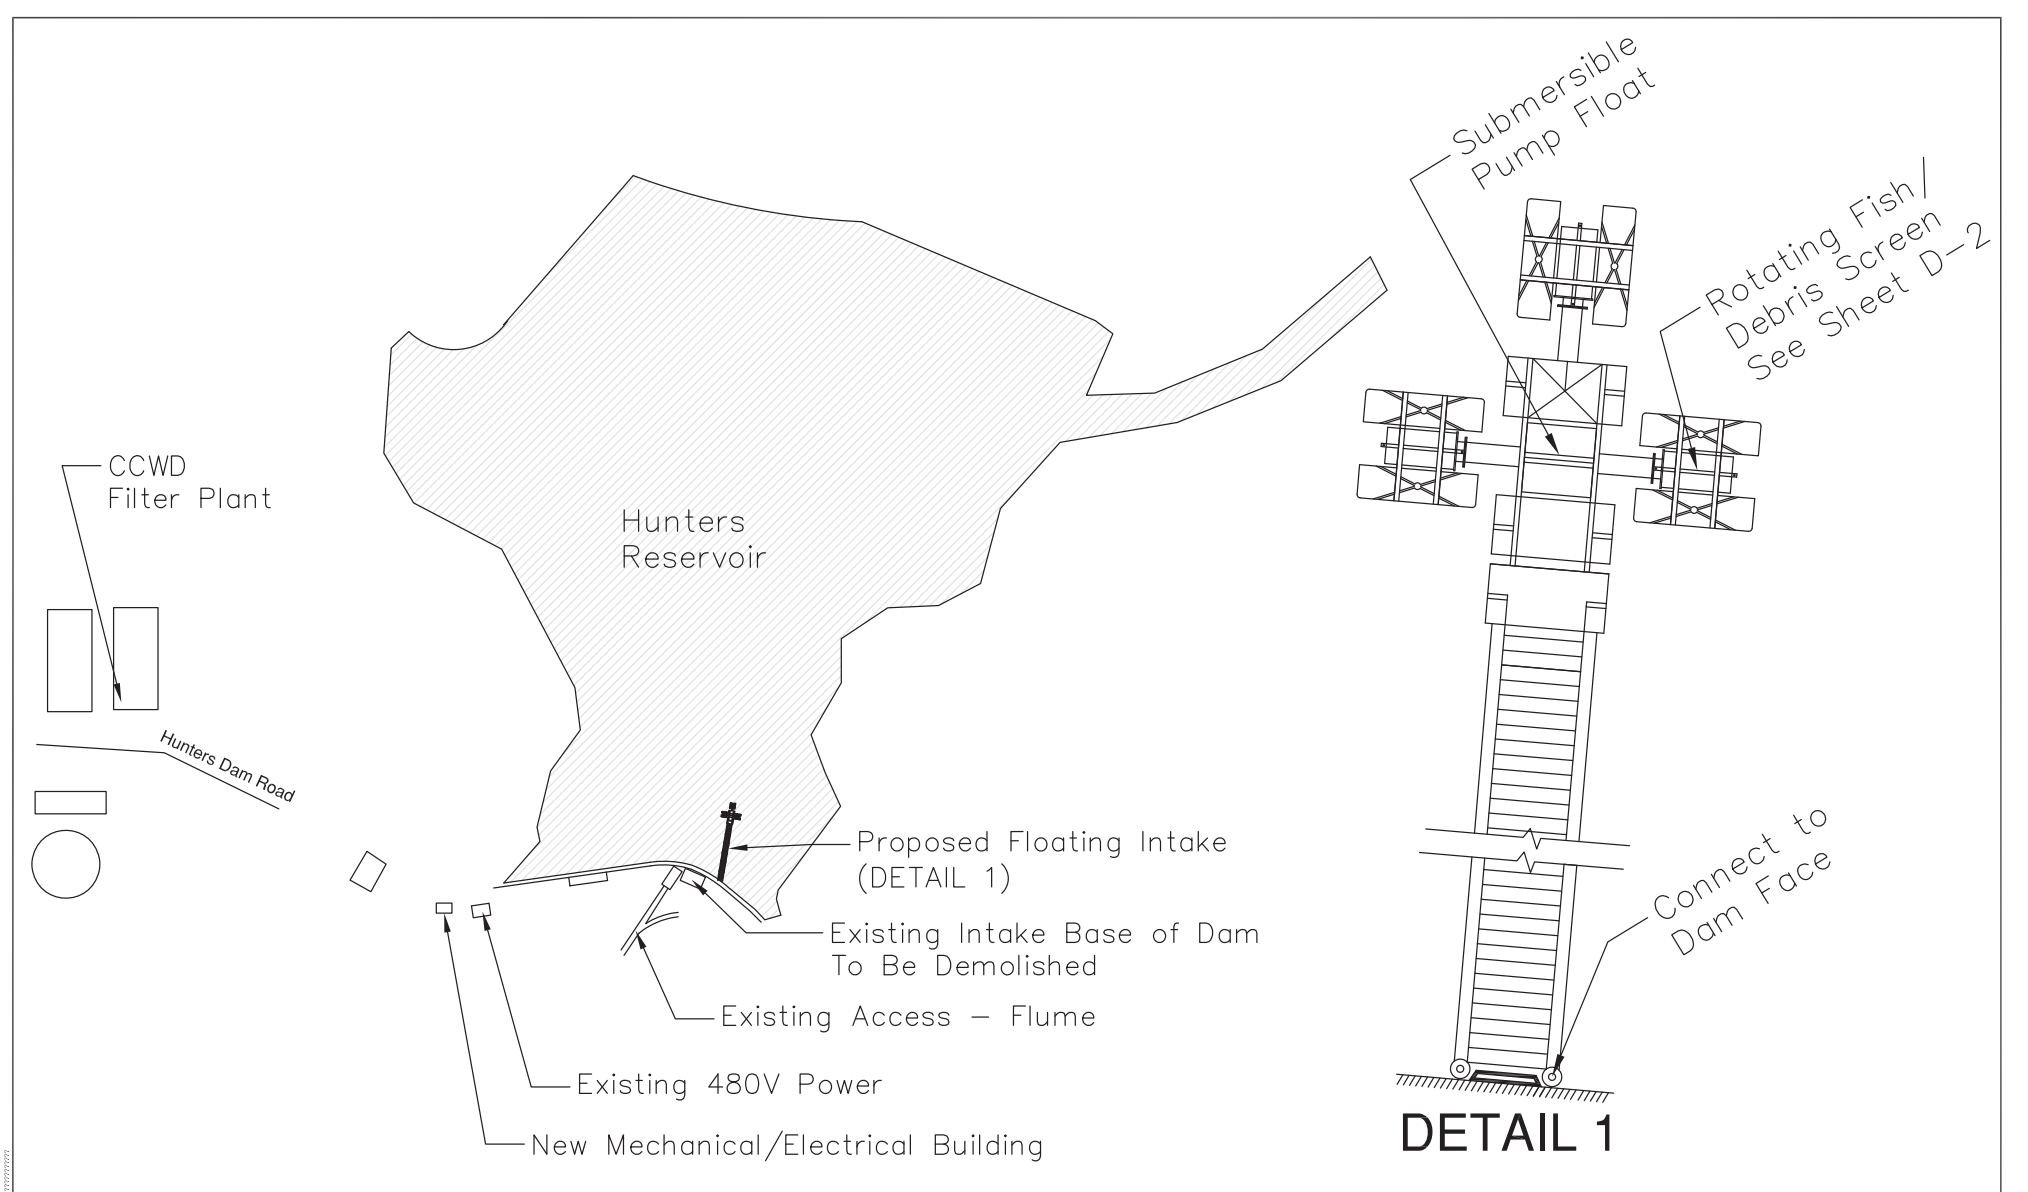 Submersible
Pump Float
Rotating Fish/
Debris Screen
See Sheet D-2
CCWD
Filter Plant
Hunters
Reservoir
Hunters Dam Road
Proposed Floating Intake
(DETAIL 1)
Existing Intake Base of Dam
To Be Demolished
Existing Access - Flume
Existing 480V Power
New Mechanical/Electrical Building
Connect to
Dam Face
DETAIL 1